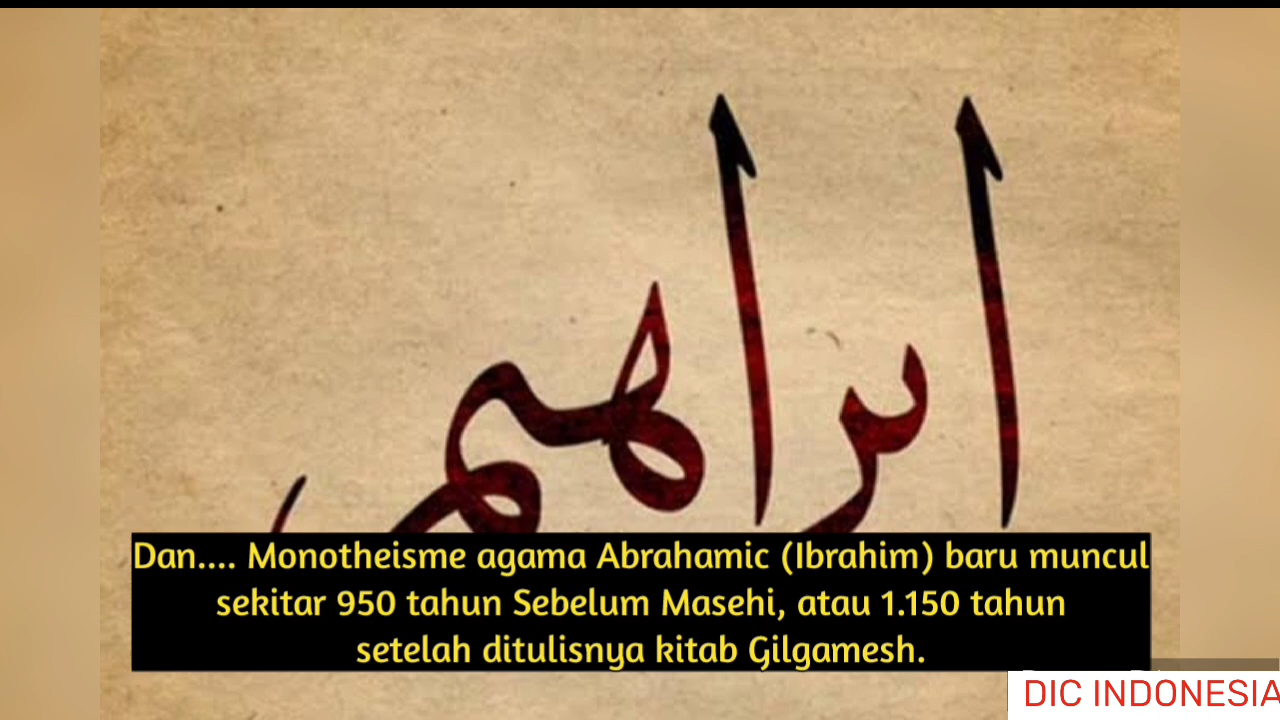 ابراهيم
Dan.... Monotheisme agama Abrahamic (Ibrahim) baru muncul
sekitar 950 tahun Sebelum Masehi, atau 1.150 tahun
setelah ditulisnya kitab Gilgamesh.
DIC INDONESIA